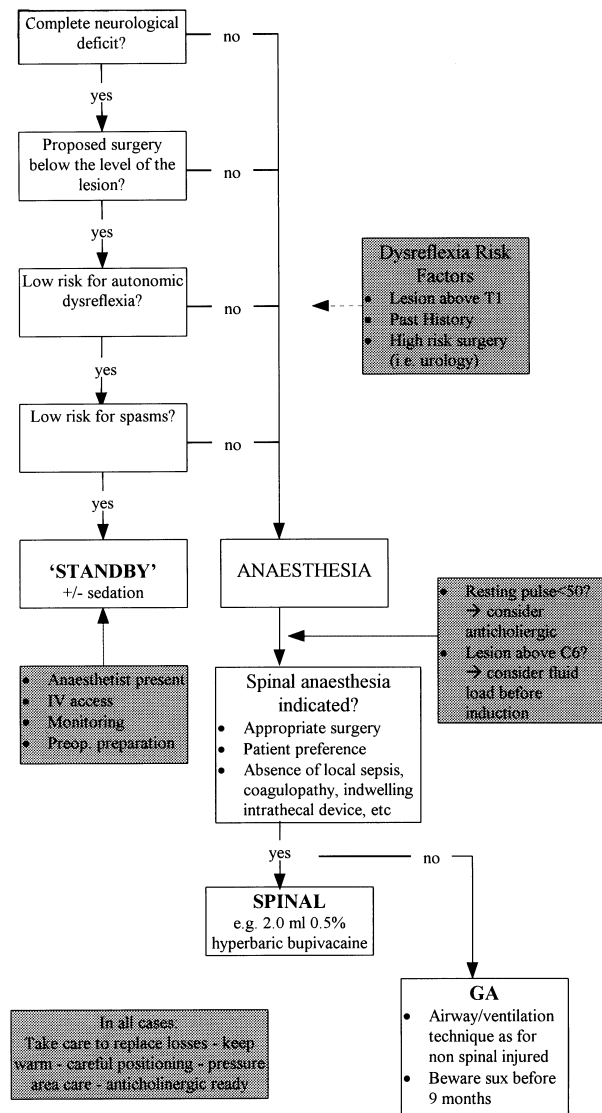 Complete neurological
deficit?
no
yes
Proposed surgery
below the level of the
lesion?
no
yes
Low risk for autonomic
dysreflexia?
no
Dysreflexia Risk
Factors
• Lesion above T1
• Past History
• High risk surgery
(i e. urology)
yes
Low risk for spasms?
no
yes
‘STANDBY’
+/- sedation
ANAESTHESIA
• Anaesthetist present
• IV access
• Monitoring
• Preop. preparation
• Resting pulse<50?
→ consider
anticholiergic
• Lesion above C6?
→ consider fluid
load before
induction
Spinal anaesthesia
indicated?
• Appropriate surgery
• Patient preference
• Absence of local sepsis,
coagulopathy, indwelling
intrathecal device, etc
yes
no
SPINAL
e.g. 2.0 ml 0.5%
hyperbaric bupivacaine
GA
• Airway/ventilation
technique as for
non spinal injured
• Beware sux before
9 months
In all cases:
Take care to replace losses - keep
warm - careful positioning - pressure
area care - anticholinergic ready